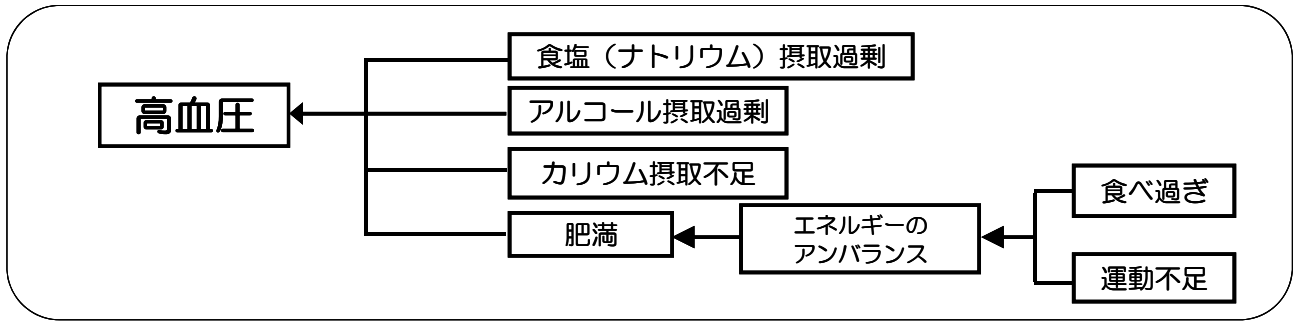 高血圧
食塩（ナトリウム）摂取過剰
アルコール摂取過剰
カリウム摂取不足
肥満
エネルギーの
アンバランス
食べ過ぎ
運動不足